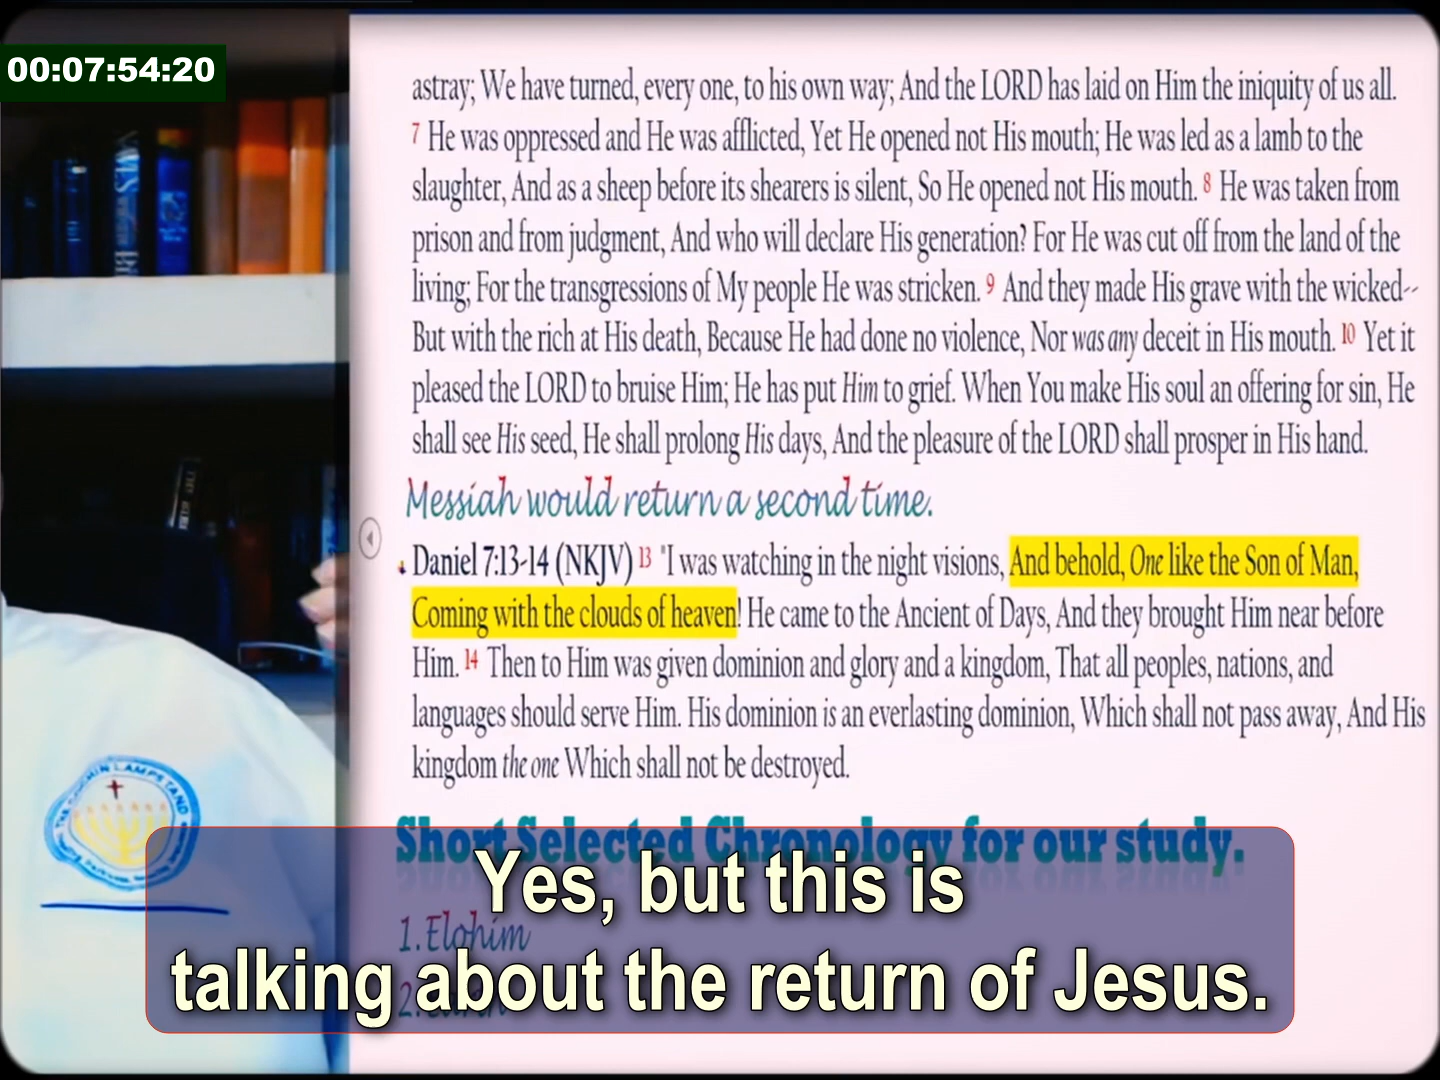 00:07:54:20
astray; We have turned, every one, to his own way; And the LORD has laid on Him the iniquity of us all.
7 He was oppressed and He was afflicted, Yet He opened not His mouth; He was led as a lamb to the
slaughter, And as a sheep before its shearers is silent, So He opened not His mouth. 8 He was taken from
prison and from judgment, And who will declare His generation? For He was cut off from the land of the
living; For the transgressions of My people He was stricken. 9 And they made His grave with the wicked--
But with the rich at His death, Because He had done no violence, Nor was any deceit in His mouth. 10 Yet it
pleased the LORD to bruise Him; He has put Him to grief. When You make His soul an offering for sin, He
shall see His seed, He shall prolong His days, And the pleasure of the LORD shall prosper in His hand.
Messiah would return a second time.
Daniel 7:13-14 (NKJV) 13 "I was watching in the night visions, And behold, One like the Son of Man,
Coming with the clouds of heaven! He came to the Ancient of Days, And they brought Him near before
Him. 14 Then to Him was given dominion and glory and a kingdom, That all peoples, nations, and
languages should serve Him. His dominion is an everlasting dominion, Which shall not pass away, And His
kingdom the one Which shall not be destroyed.
Short Selected Chronology for our study.
1. Elohim
2. Earth
Yes, but this is
talking about the return of Jesus.
LAMPSTAND